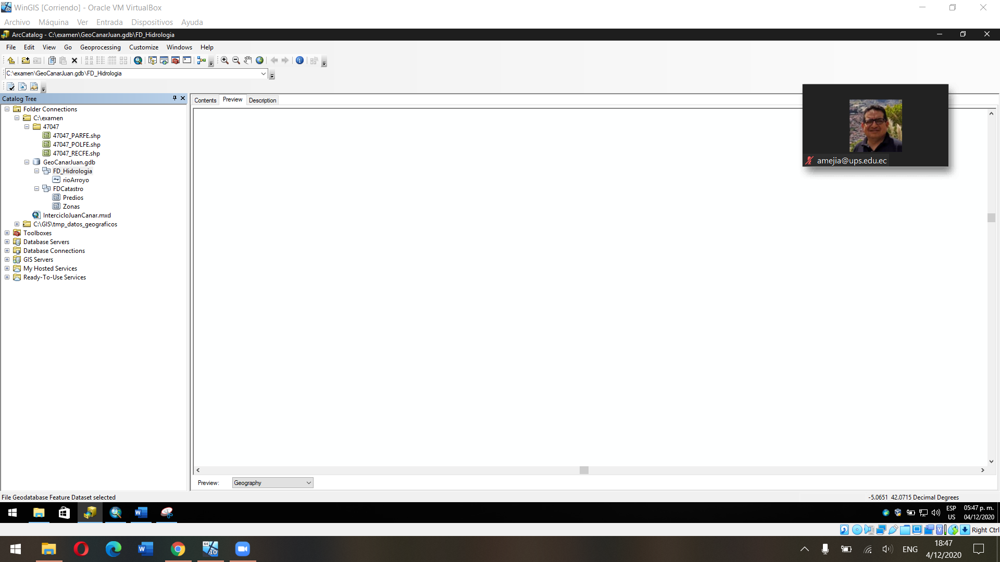 WinGIS [Corriendo] - Oracle VM VirtualBox
Archivo Máquina Ver Entrada Dispositivos Ayuda
ArcCatalog - C:\examen\GeoCanarJuan.gdb\FD_Hidrologia
File Edit View Go Geoprocessing Customize Windows Help
C:\examen\GeoCanarJuan.gdb\FD_Hidrologia
Catalog Tree
Folder Connections
C:\examen
47047
47047_PARFE.shp
47047_POLFE.shp
47047_RECFE.shp
GeoCanarJuan.gdb
FD_Hidrologia
rioArroyo
FDCatastro
Predios
Zonas
IntercicloJuanCanar.mxd
C:\GIS\tmp_datos_geograficos
Toolboxes
Database Servers
Database Connections
GIS Servers
My Hosted Services
Ready-To-Use Services
Contents Preview Description
amejia@ups.edu.ec
Preview: Geography
File Geodatabase Feature Dataset selected
-5.0651 42.0715 Decimal Degrees
ESP
US
05:47 p. m.
04/12/2020
Right Ctrl
ENG
18:47
4/12/2020